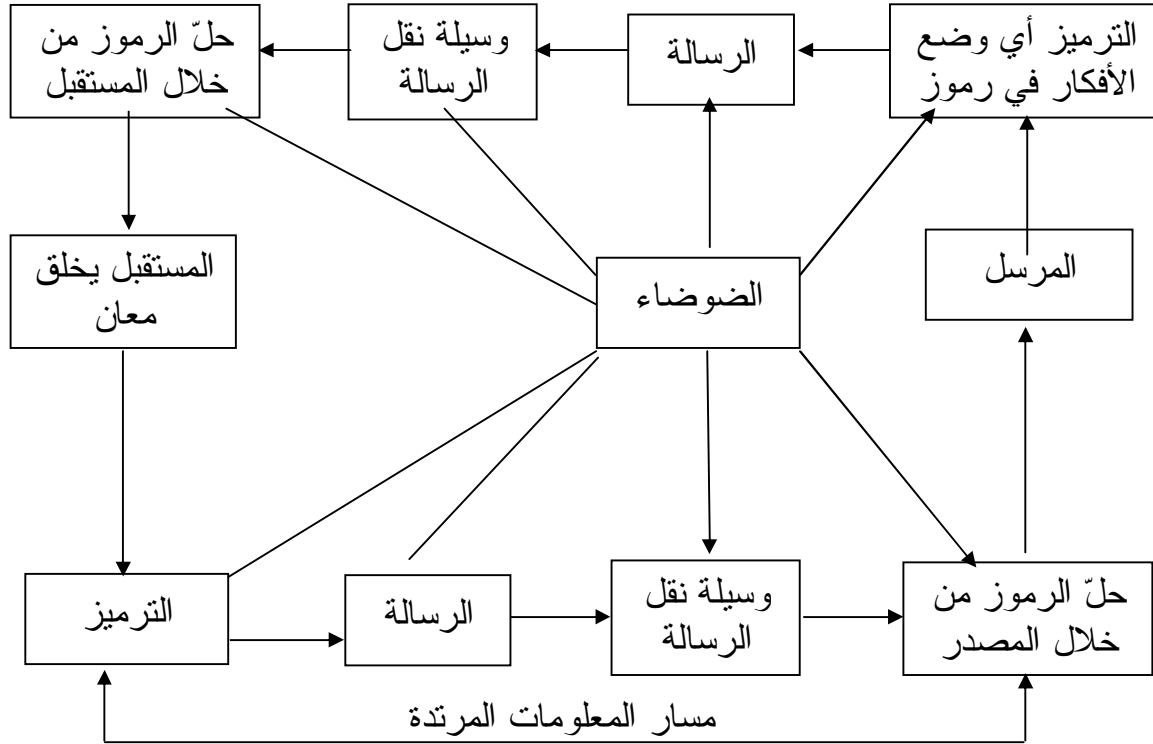 الترميز أي وضع
الأفكار في رموز
الرسالة
وسيلة نقل
الرسالة
حلّ الرموز من
خلال المستقبل
المرسل
الضوضاء
المستقبل يخلق
معان
حلّ الرموز من
خلال المصدر
وسيلة نقل
الرسالة
الرسالة
الترميز
مسار المعلومات المرتدة